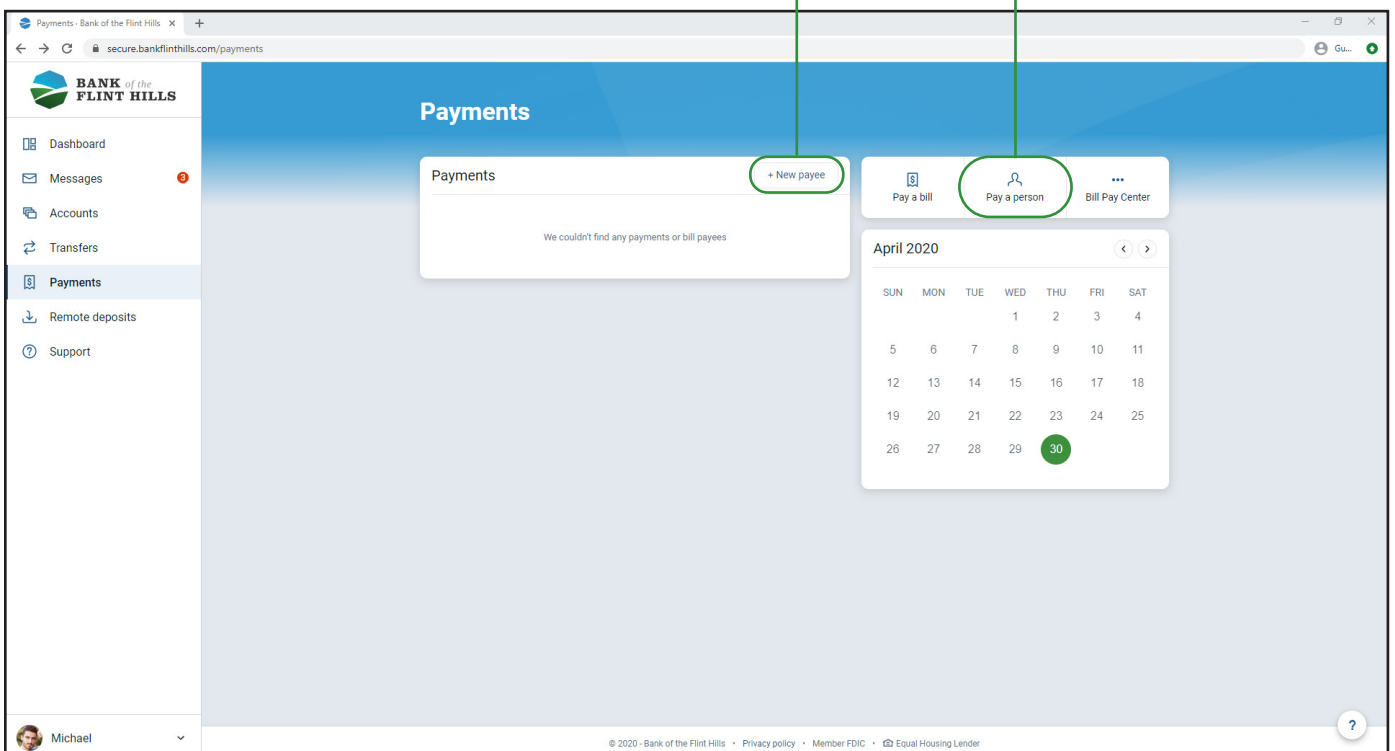 Payments - Bank of the Flint Hills
secure.bankflinthills.com/payments
Gu...
BANK of the
FLINT HILLS
Dashboard
Messages 3
Accounts
Transfers
Payments
Remote deposits
Support
Michael
Payments
Payments
+ New payee
We couldn't find any payments or bill payees
Pay a bill
Pay a person
Bill Pay Center
April 2020
SUN MON TUE WED THU FRI SAT
1 2 3 4
5 6 7 8 9 10 11
12 13 14 15 16 17 18
19 20 21 22 23 24 25
26 27 28 29 30
?
© 2020 - Bank of the Flint Hills • Privacy policy • Member FDIC • Equal Housing Lender